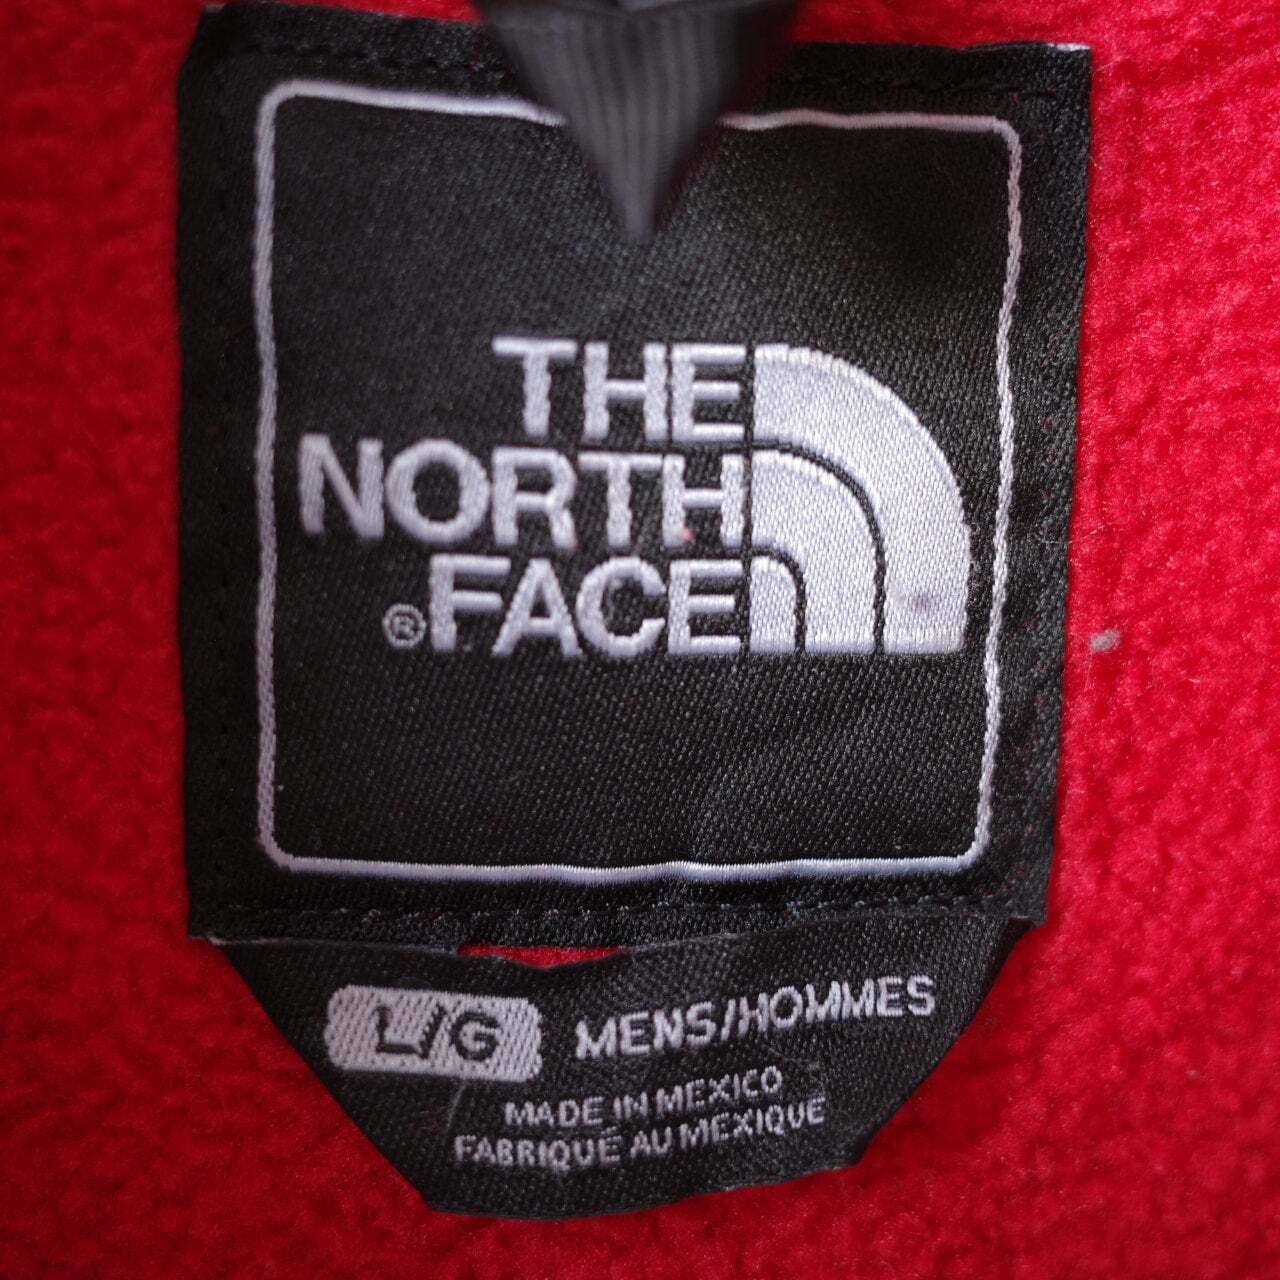 THE
NORTH
®FACE
L/G MENS/HOMMES
MADE IN MEXICO
FABRIQUÉ AU MEXIQUE